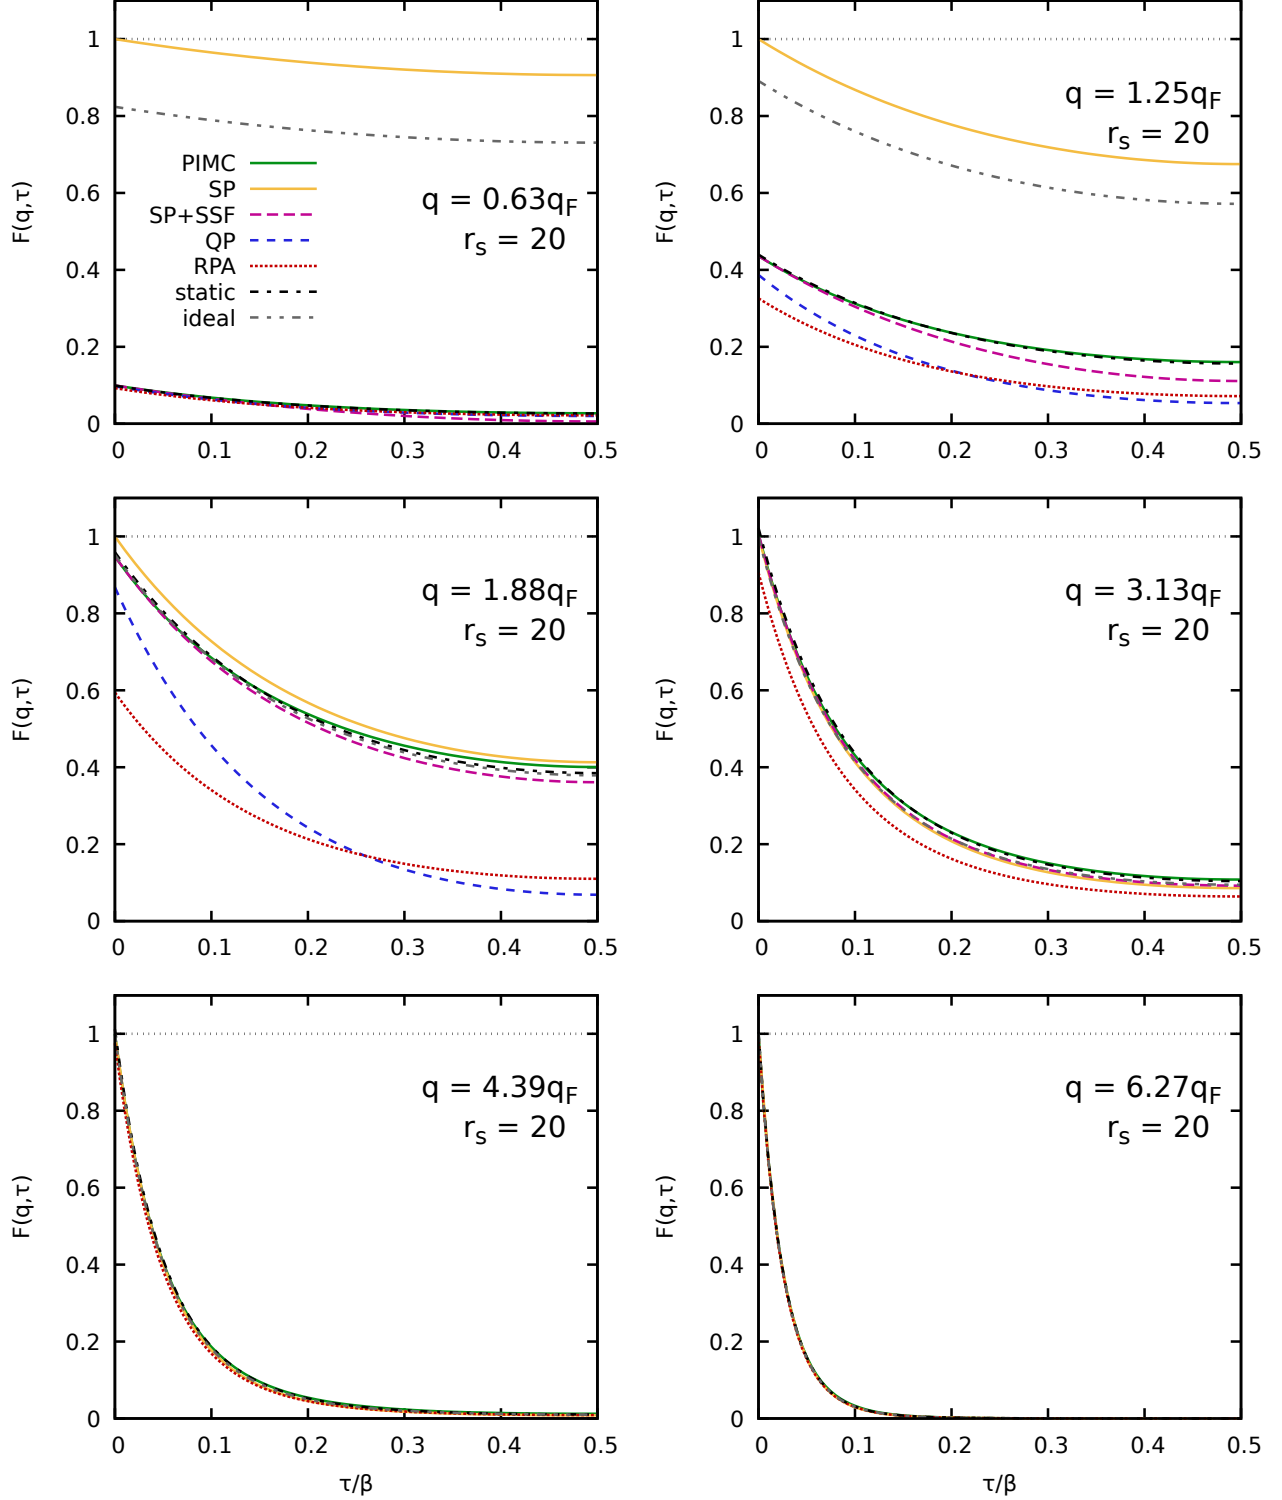 1
0.8
0.6
0.4
0.2
0
F(q,τ)
PIMC
SP
SP+SSF
QP
RPA
static
ideal
q = 0.63qF
rs = 20
0 0.1 0.2 0.3 0.4 0.5
1
0.8
0.6
0.4
0.2
0
F(q,τ)
q = 1.25qF
rs = 20
0 0.1 0.2 0.3 0.4 0.5
1
0.8
0.6
0.4
0.2
0
F(q,τ)
q = 1.88qF
rs = 20
0 0.1 0.2 0.3 0.4 0.5
1
0.8
0.6
0.4
0.2
0
F(q,τ)
q = 3.13qF
rs = 20
0 0.1 0.2 0.3 0.4 0.5
1
0.8
0.6
0.4
0.2
0
F(q,τ)
q = 4.39qF
rs = 20
0 0.1 0.2 0.3 0.4 0.5
τ/β
1
0.8
0.6
0.4
0.2
0
F(q,τ)
q = 6.27qF
rs = 20
0 0.1 0.2 0.3 0.4 0.5
τ/β